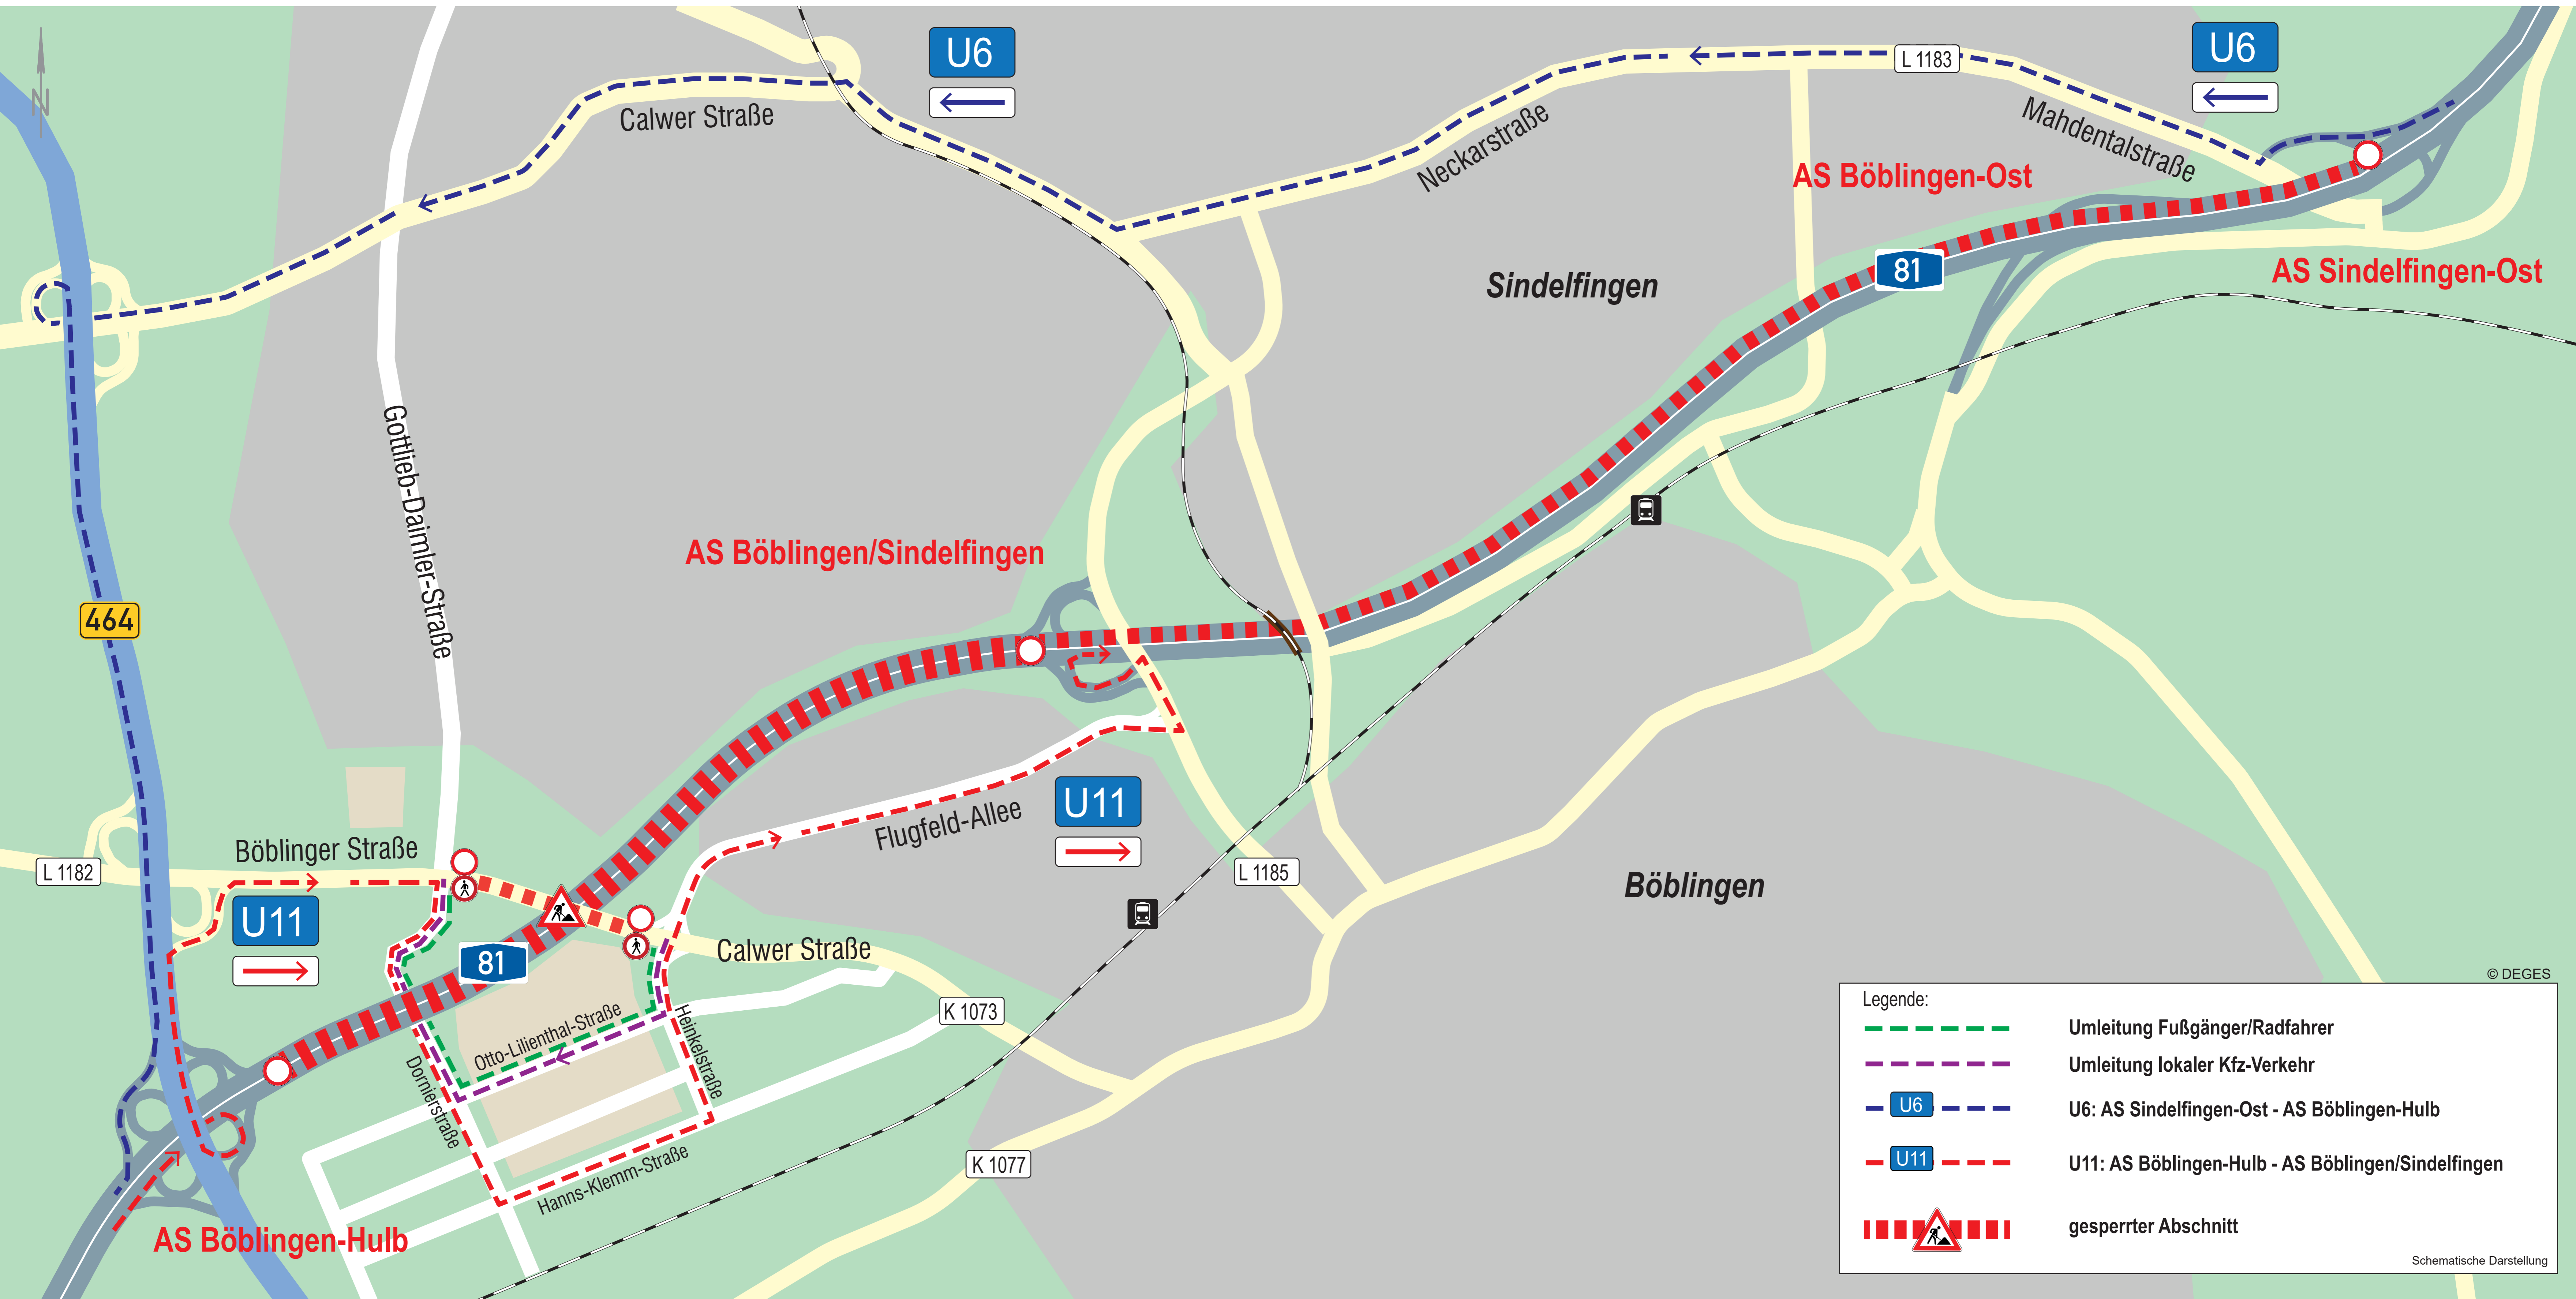 U6
U6
L 1183
N
Calwer Straße
Neckarstraße
Mahdentalstraße
AS Böblingen-Ost
81
AS Sindelfingen-Ost
Sindelfingen
Gottlieb-Daimler-Straße
AS Böblingen/Sindelfingen
464
U11
Flugfeld-Allee
Böblinger Straße
L 1182
L 1185
Böblingen
U11
81
Calwer Straße
K 1073
Otto-Lilienthal-Straße
Heinkelstraße
Dornierstraße
Hanns-Klemm-Straße
K 1077
AS Böblingen-Hulb
© DEGES
Legende:
Umleitung Fußgänger/Radfahrer
Umleitung lokaler Kfz-Verkehr
U6
U6: AS Sindelfingen-Ost - AS Böblingen-Hulb
U11
U11: AS Böblingen-Hulb - AS Böblingen/Sindelfingen
gesperrter Abschnitt
Schematische Darstellung